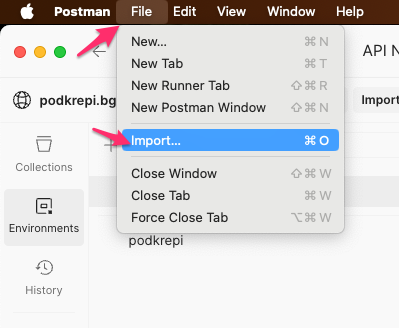 Postman File Edit View Window Help
API N
podkrepi.bg
Import
New... ⌘ N
New Tab ⌘ T
New Runner Tab ⇧ ⌘ R
New Postman Window ⇧ ⌘ N
Import... ⌘ O
Close Window ⇧ ⌘ W
Close Tab ⌘ W
Force Close Tab ⌥ ⌘ W
Collections
Environments
History
podkrepi